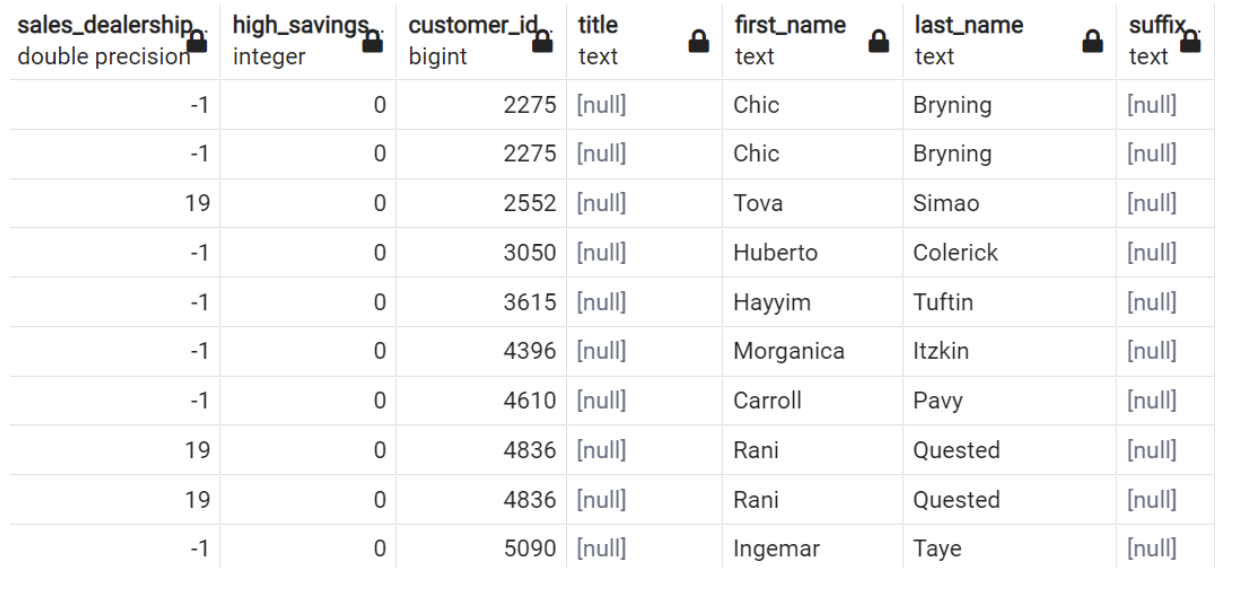 sales_dealership.. high_savings.. customer_id.. title first_name last_name suffix..
double precision integer bigint text text text text
-1 0 2275 [null] Chic Bryning [null]
-1 0 2275 [null] Chic Bryning [null]
19 0 2552 [null] Tova Simao [null]
-1 0 3050 [null] Huberto Colerick [null]
-1 0 3615 [null] Hayyim Tuftin [null]
-1 0 4396 [null] Morganica Itzkin [null]
-1 0 4610 [null] Carroll Pavy [null]
19 0 4836 [null] Rani Quested [null]
19 0 4836 [null] Rani Quested [null]
-1 0 5090 [null] Ingemar Taye [null]